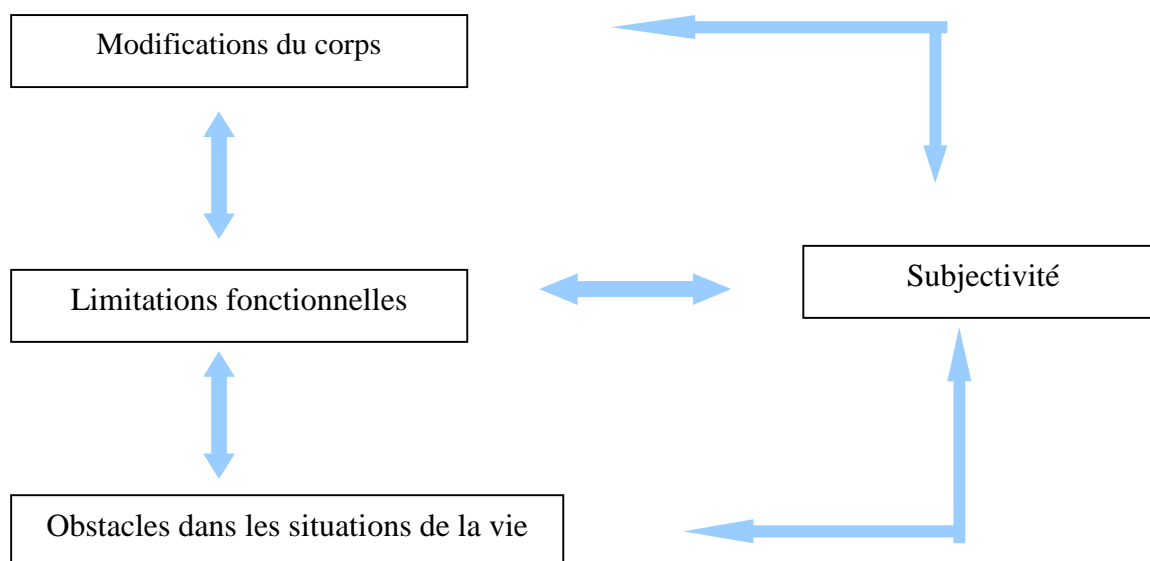 Modifications du corps
Limitations fonctionnelles
Subjectivité
Obstacles dans les situations de la vie